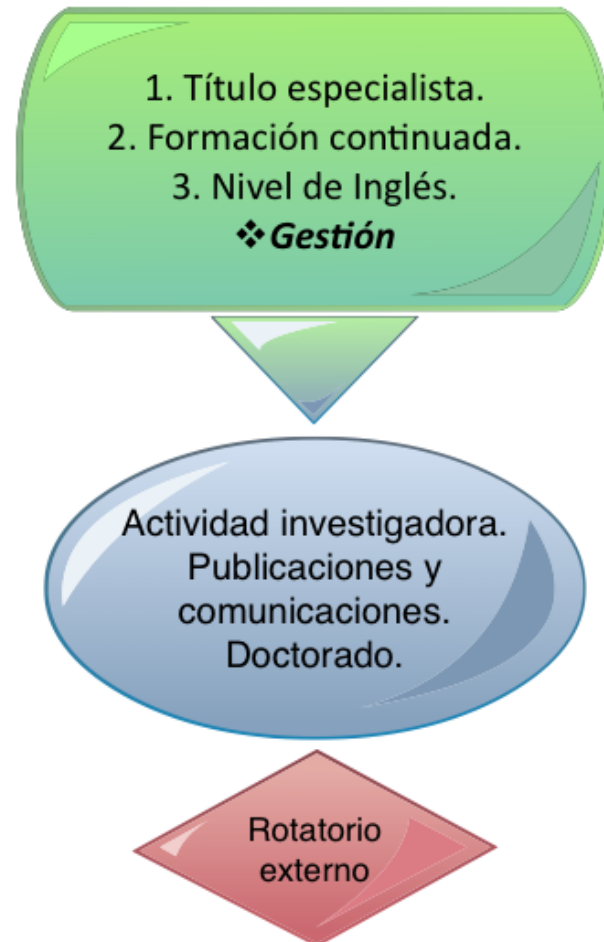 1. Título especialista.
2. Formación continuada.
3. Nivel de Inglés.
❖Gestión
Actividad investigadora.
Publicaciones y
comunicaciones.
Doctorado.
Rotatorio
externo